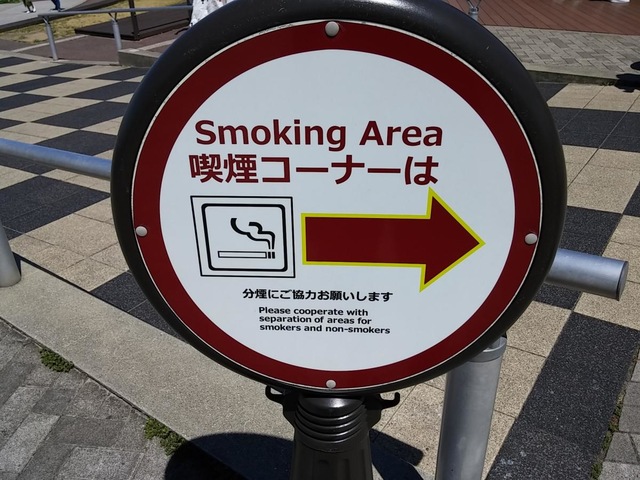 Smoking Area
喫煙コーナーは
分煙にご協力お願いします
Please cooperate with
separation of areas for
smokers and non-smokers